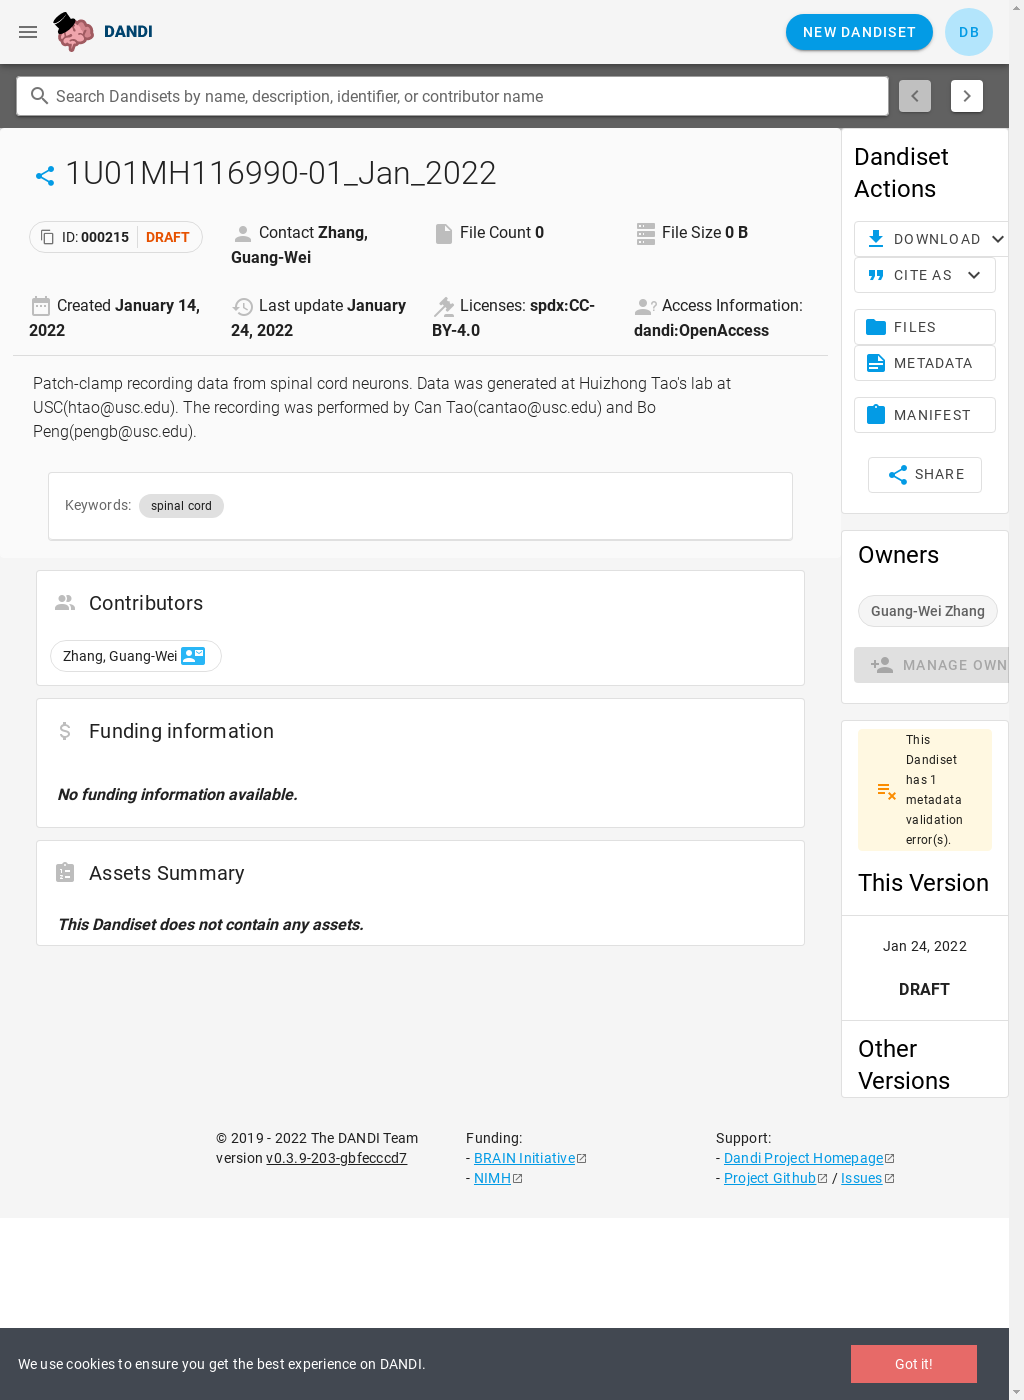 DANDI
NEW DANDISET
DB
Search Dandisets by name, description, identifier, or contributor name
1U01MH116990-01_Jan_2022
ID: 000215 DRAFT
Contact Zhang, Guang-Wei
File Count 0
File Size 0 B
Created January 14, 2022
Last update January 24, 2022
Licenses: spdx:CC-BY-4.0
Access Information: dandi:OpenAccess
Patch-clamp recording data from spinal cord neurons. Data was generated at Huizhong Tao's lab at
USC(htao@usc.edu). The recording was performed by Can Tao(cantao@usc.edu) and Bo
Peng(pengb@usc.edu).
Keywords: spinal cord
Contributors
Zhang, Guang-Wei
Funding information
No funding information available.
Assets Summary
This Dandiset does not contain any assets.
Dandiset
Actions
DOWNLOAD
CITE AS
FILES
METADATA
MANIFEST
SHARE
Owners
Guang-Wei Zhang
MANAGE OWN
This
Dandiset
has 1
metadata
validation
error(s).
This Version
Jan 24, 2022
DRAFT
Other
Versions
© 2019 - 2022 The DANDI Team
version v0.3.9-203-gbfecccd7
Funding:
- BRAIN Initiative
- NIMH
Support:
- Dandi Project Homepage
- Project Github / Issues
We use cookies to ensure you get the best experience on DANDI.
Got it!